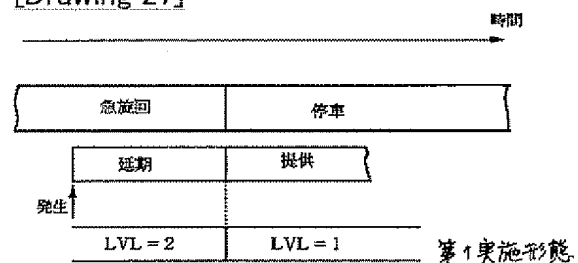 [Drawing 27]
時間
急旋回 停車
延期 提供
発生
LVL = 2 LVL = 1 第1実施形態